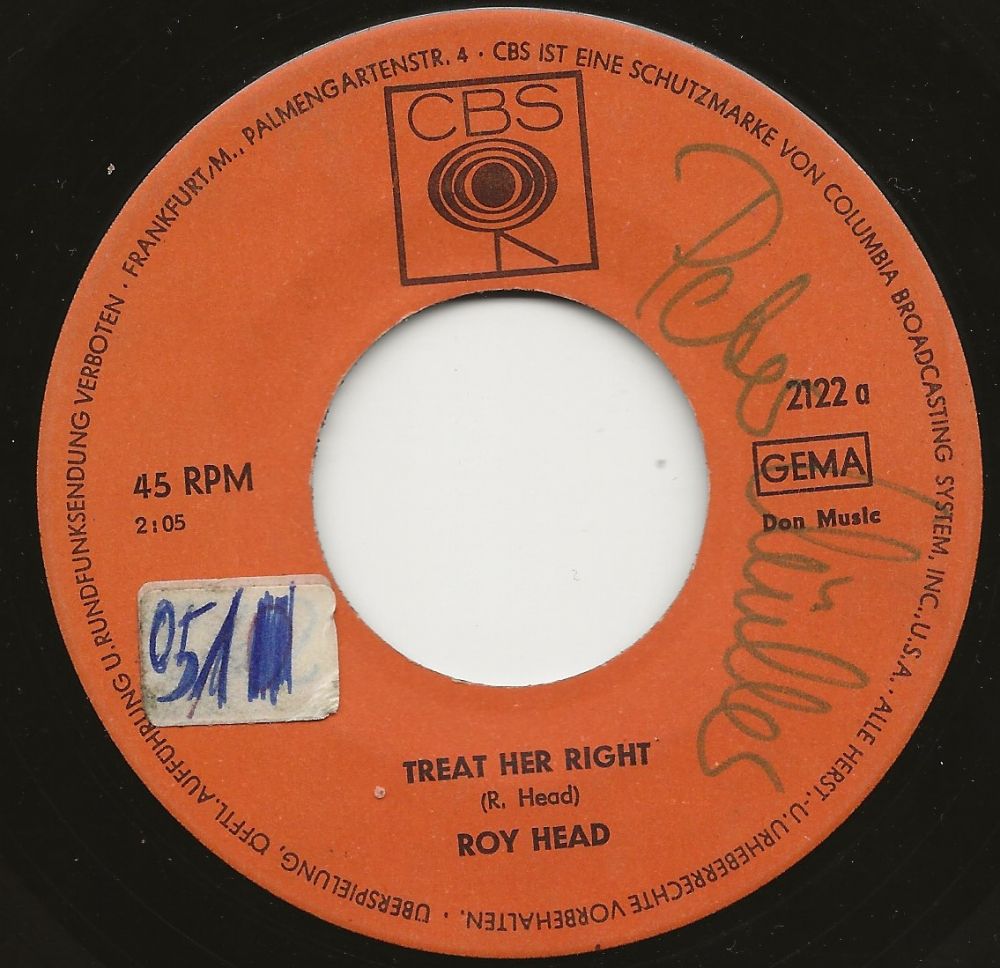 CBS
FRANKFURT/M., PALMENGARTENSTR. 4 · CBS IST EINE SCHUTZMARKE VON COLUMBIA BROADCASTING SYSTEM, INC., U.S.A. · ALLE HERST.-U.URHEBERRECHTE VORBEHALTEN. · ÜBERSPIELUNG, ÖFFTL. AUFFÜHRUNG U. RUNDFUNKSENDUNG VERBOTEN ·
2122 a
GEMA
Don Music
45 RPM
2:05
951
TREAT HER RIGHT
(R. Head)
ROY HEAD